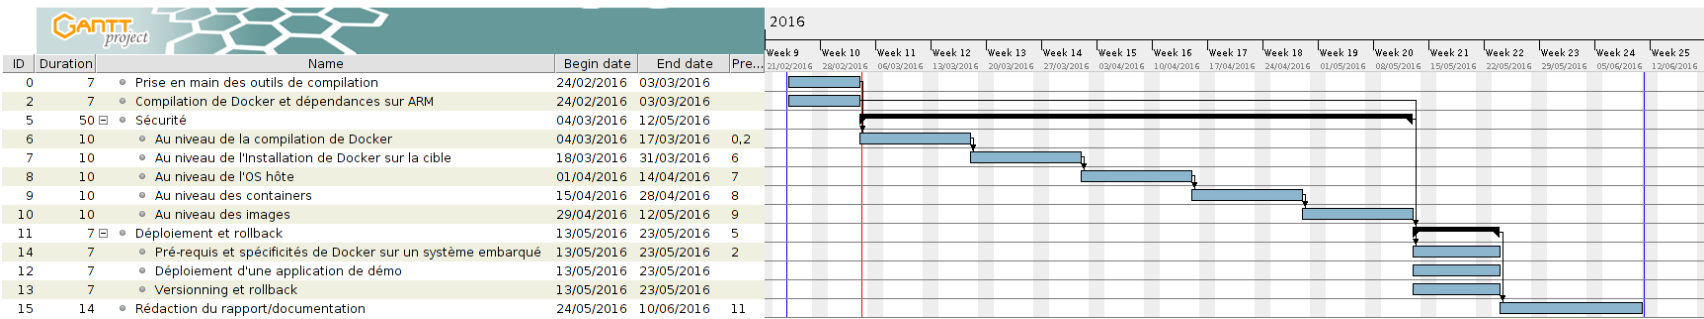 GANTT project
2016
Week 9 Week 10 Week 11 Week 12 Week 13 Week 14 Week 15 Week 16 Week 17 Week 18 Week 19 Week 20 Week 21 Week 22 Week 23 Week 24 Week 25
21/02/2016 28/02/2016 06/03/2016 13/03/2016 20/03/2016 27/03/2016 03/04/2016 10/04/2016 17/04/2016 24/04/2016 01/05/2016 08/05/2016 15/05/2016 22/05/2016 29/05/2016 05/06/2016 12/06/2016
ID Duration Name Begin date End date Pre...
0 7 Prise en main des outils de compilation 24/02/2016 03/03/2016
2 7 Compilation de Docker et dépendances sur ARM 24/02/2016 03/03/2016
5 50 Sécurité 04/03/2016 12/05/2016
6 10 Au niveau de la compilation de Docker 04/03/2016 17/03/2016 0,2
7 10 Au niveau de l'Installation de Docker sur la cible 18/03/2016 31/03/2016 6
8 10 Au niveau de l'OS hôte 01/04/2016 14/04/2016 7
9 10 Au niveau des containers 15/04/2016 28/04/2016 8
10 10 Au niveau des images 29/04/2016 12/05/2016 9
11 7 Déploiement et rollback 13/05/2016 23/05/2016 5
14 7 Pré-requis et spécificités de Docker sur un système embarqué 13/05/2016 23/05/2016 2
12 7 Déploiement d'une application de démo 13/05/2016 23/05/2016
13 7 Versionning et rollback 13/05/2016 23/05/2016
15 14 Rédaction du rapport/documentation 24/05/2016 10/06/2016 11